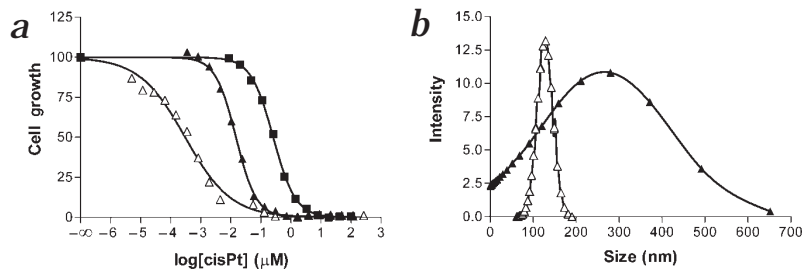 a
125
100
75
50
25
0
Cell growth
–∞ –6 –5 –4 –3 –2 –1 0 1 2 3
log[cisPt] (μM)
b
15.0
12.5
10.0
7.5
5.0
2.5
0.0
Intensity
0 100 200 300 400 500 600 700
Size (nm)